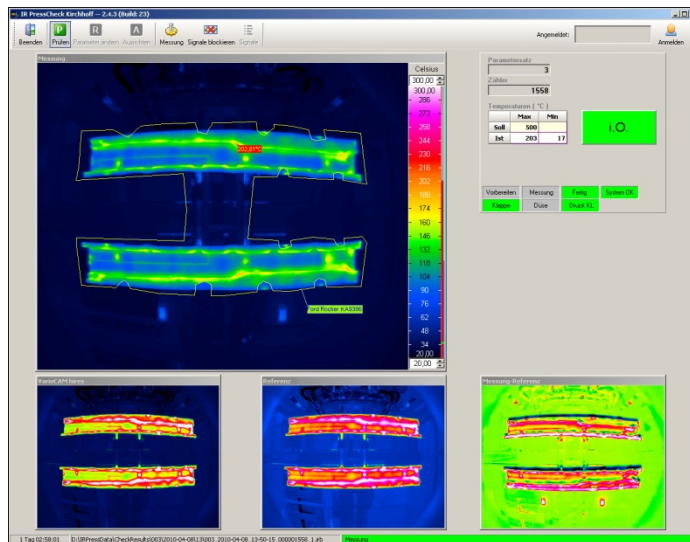 IR PressCheck Kirchhoff -- 2.4.3 (Build: 23)
Beenden
Prüfen
Parameter ändern
Ausrichten
Messung
Signale blockieren
Signale
Angemeldet:
Anmelden
Messung
Celsius
300,00
300,00
286
272
258
244
230
216
202
188
174
160
146
132
118
104
90
76
62
48
34
20,00
20,00
Ford Rocker KA9386
Parametersatz
3
Zähler
1558
Temperaturen ( °C )
Max Min
Soll 500
Ist 203 17
i.O.
Vorbereiten Messung Fertig System OK
Klappe Düse Druck KL
VarioCAM hires
Referenz
Messung-Referenz
1 Tag 02:58:01
D:\IRPressData\CheckResults\003\2010-04-08\13\003_2010-04-08_13-50-15_000001558_1.irb
Messung